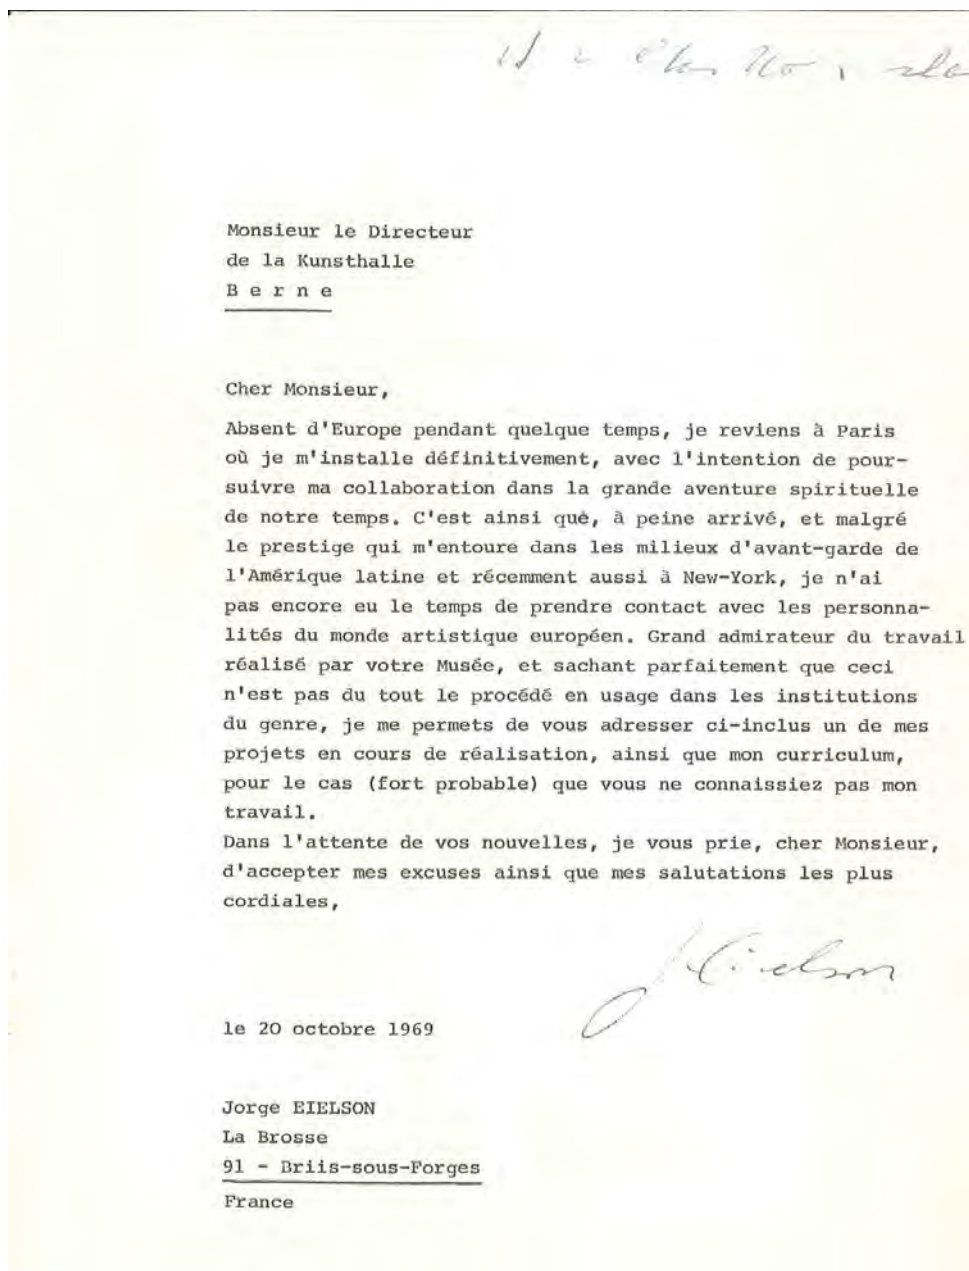 Monsieur le Directeur
de la Kunsthalle
B e r n e
Cher Monsieur,
Absent d'Europe pendant quelque temps, je reviens à Paris
où je m'installe définitivement, avec l'intention de pour-
suivre ma collaboration dans la grande aventure spirituelle
de notre temps. C'est ainsi que, à peine arrivé, et malgré
le prestige qui m'entoure dans les milieux d'avant-garde de
l'Amérique latine et récemment aussi à New-York, je n'ai
pas encore eu le temps de prendre contact avec les personna-
lités du monde artistique européen. Grand admirateur du travail
réalisé par votre Musée, et sachant parfaitement que ceci
n'est pas du tout le procédé en usage dans les institutions
du genre, je me permets de vous adresser ci-inclus un de mes
projets en cours de réalisation, ainsi que mon curriculum,
pour le cas (fort probable) que vous ne connaissiez pas mon
travail.
Dans l'attente de vos nouvelles, je vous prie, cher Monsieur,
d'accepter mes excuses ainsi que mes salutations les plus
cordiales,
J Eielson
le 20 octobre 1969
Jorge EIELSON
La Brosse
91 - Briis-sous-Forges
France